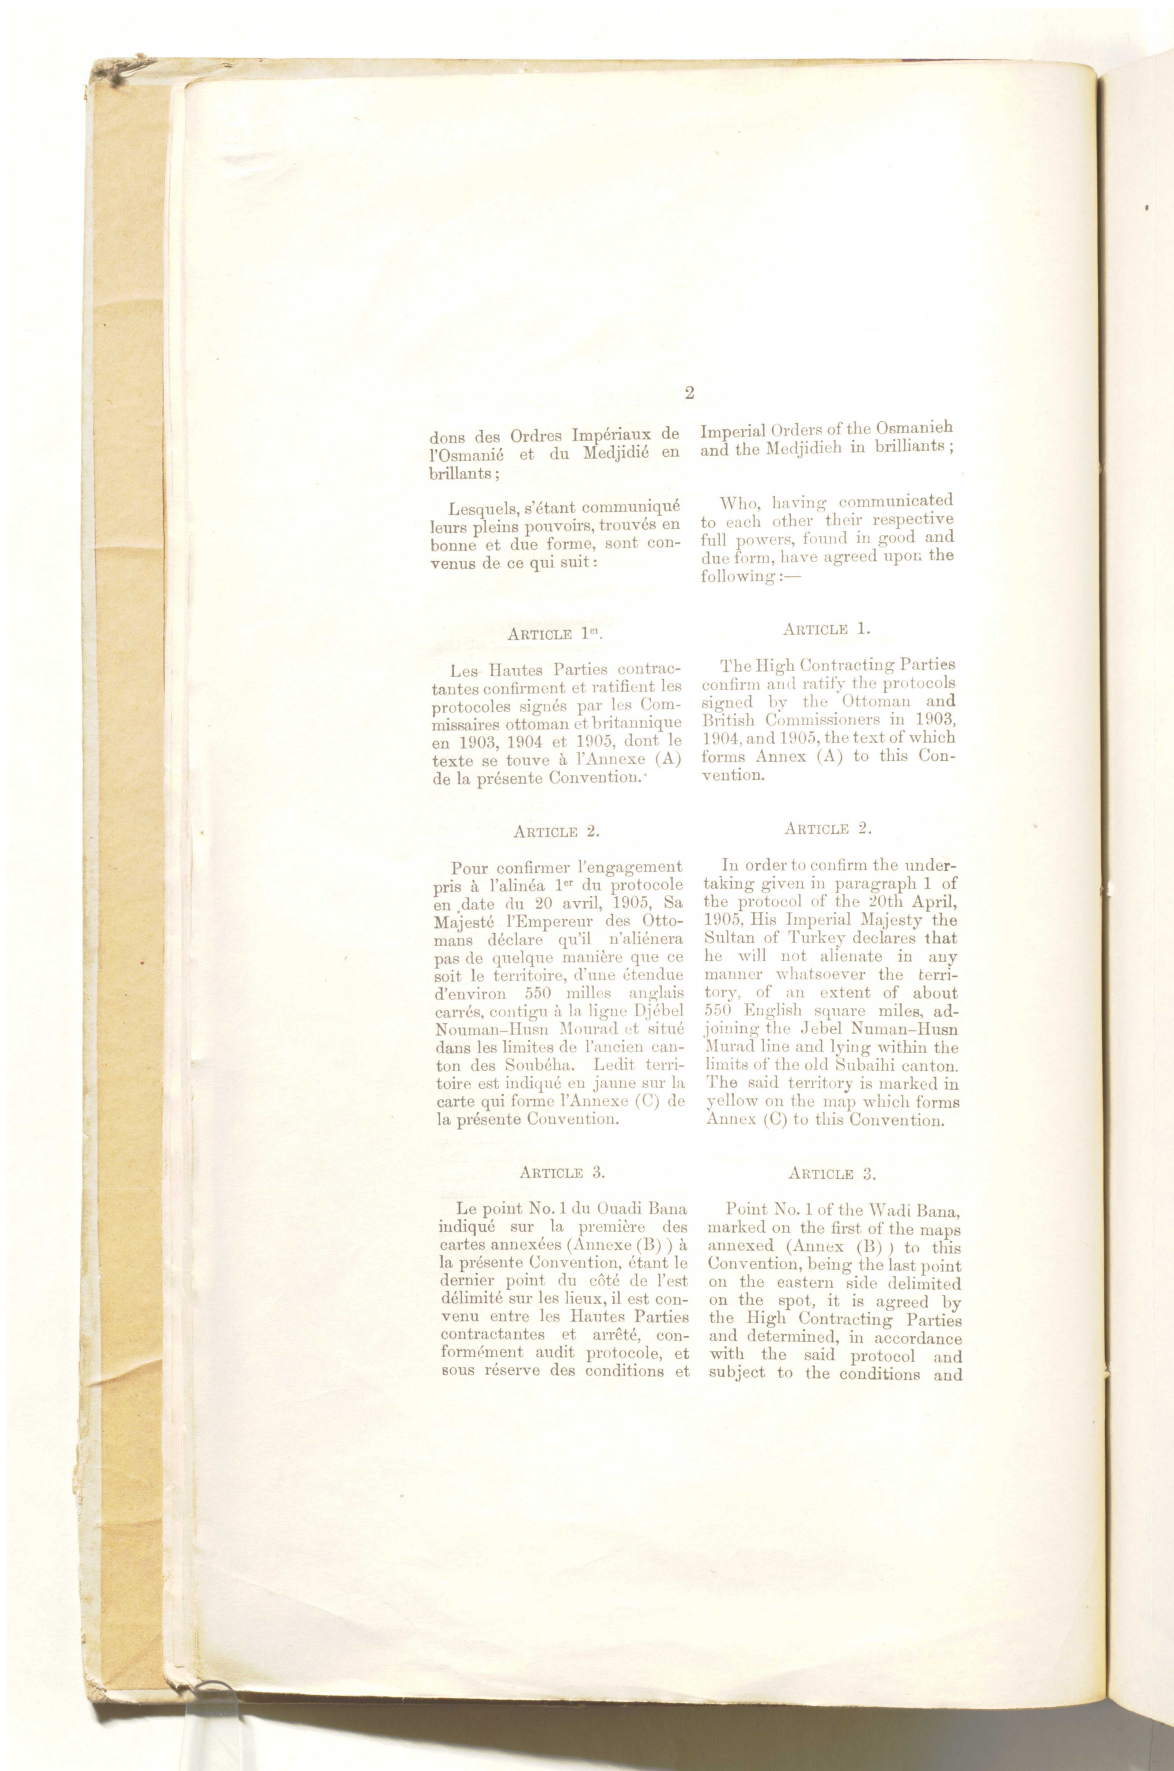 2
dons des Ordres Impériaux de
l'Osmanié et du Medjidié en
brillants ;
Lesquels, s'étant communiqué
leurs pleins pouvoirs, trouvés en
bonne et due forme, sont con-
venus de ce qui suit :
ARTICLE 1er.
Les Hautes Parties contrac-
tantes confirment et ratifient les
protocoles signés par les Com-
missaires ottoman et britannique
en 1903, 1904 et 1905, dont le
texte se touve à l'Annexe (A)
de la présente Convention.
ARTICLE 2.
Pour confirmer l'engagement
pris à l'alinéa 1er du protocole
en date du 20 avril, 1905, Sa
Majesté l'Empereur des Otto-
mans déclare qu'il n'aliénera
pas de quelque manière que ce
soit le territoire, d'une étendue
d'environ 550 milles anglais
carrés, contigu à la ligne Djébel
Nouman–Husn Mourad et situé
dans les limites de l'ancien can-
ton des Soubéha. Ledit terri-
toire est indiqué en jaune sur la
carte qui forme l'Annexe (C) de
la présente Convention.
ARTICLE 3.
Le point No. 1 du Ouadi Bana
indiqué sur la première des
cartes annexées (Annexe (B) ) à
la présente Convention, étant le
dernier point du côté de l'est
délimité sur les lieux, il est con-
venu entre les Hautes Parties
contractantes et arrêté, con-
formément audit protocole, et
sous réserve des conditions et
Imperial Orders of the Osmanieh
and the Medjidieh in brilliants ;
Who, having communicated
to each other their respective
full powers, found in good and
due form, have agreed upon the
following :—
ARTICLE 1.
The High Contracting Parties
confirm and ratify the protocols
signed by the Ottoman and
British Commissioners in 1903,
1904, and 1905, the text of which
forms Annex (A) to this Con-
vention.
ARTICLE 2.
In order to confirm the under-
taking given in paragraph 1 of
the protocol of the 20th April,
1905, His Imperial Majesty the
Sultan of Turkey declares that
he will not alienate in any
manner whatsoever the terri-
tory, of an extent of about
550 English square miles, ad-
joining the Jebel Numan–Husn
Murad line and lying within the
limits of the old Subaihi canton.
The said territory is marked in
yellow on the map which forms
Annex (C) to this Convention.
ARTICLE 3.
Point No. 1 of the Wadi Bana,
marked on the first of the maps
annexed (Annex (B) ) to this
Convention, being the last point
on the eastern side delimited
on the spot, it is agreed by
the High Contracting Parties
and determined, in accordance
with the said protocol and
subject to the conditions and